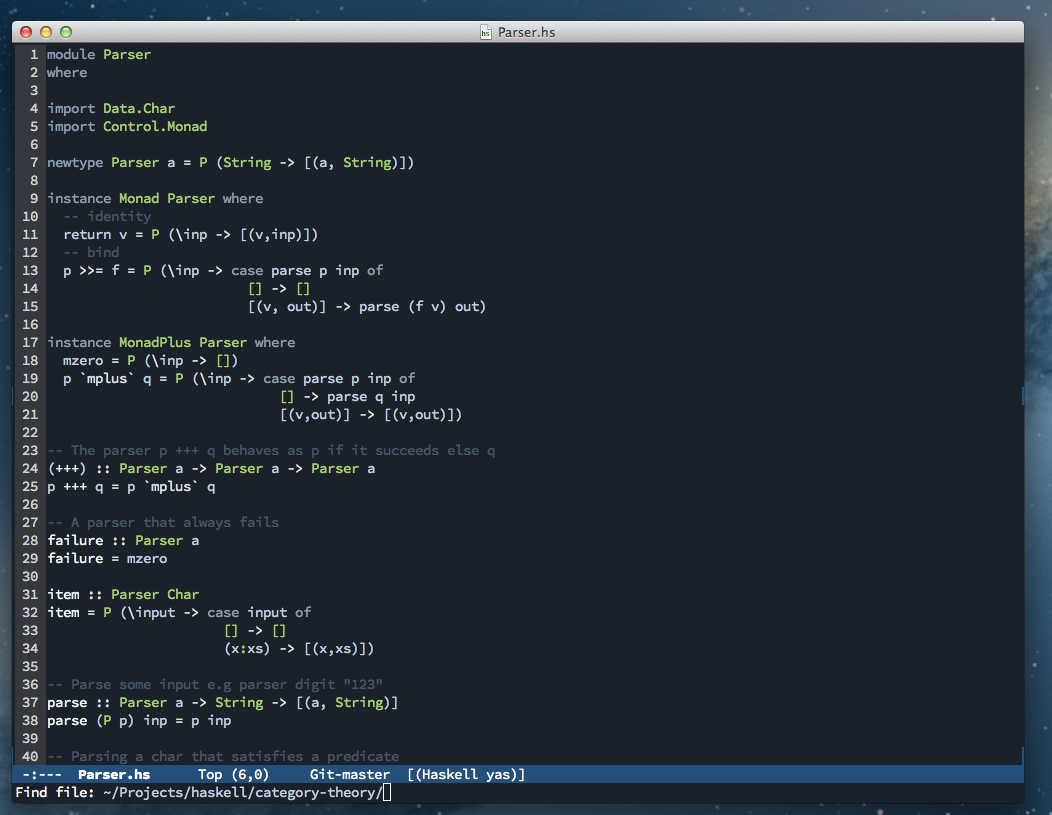 Parser.hs
1 module Parser
2 where
3
4 import Data.Char
5 import Control.Monad
6
7 newtype Parser a = P (String -> [(a, String)])
8
9 instance Monad Parser where
10   -- identity
11   return v = P (\inp -> [(v,inp)])
12   -- bind
13   p >>= f = P (\inp -> case parse p inp of
14                          [] -> []
15                          [(v, out)] -> parse (f v) out)
16
17 instance MonadPlus Parser where
18   mzero = P (\inp -> [])
19   p `mplus` q = P (\inp -> case parse p inp of
20                              [] -> parse q inp
21                              [(v,out)] -> [(v,out)])
22
23 -- The parser p +++ q behaves as p if it succeeds else q
24 (+++) :: Parser a -> Parser a -> Parser a
25 p +++ q = p `mplus` q
26
27 -- A parser that always fails
28 failure :: Parser a
29 failure = mzero
30
31 item :: Parser Char
32 item = P (\input -> case input of
33                       [] -> []
34                       (x:xs) -> [(x,xs)])
35
36 -- Parse some input e.g parser digit "123"
37 parse :: Parser a -> String -> [(a, String)]
38 parse (P p) inp = p inp
39
40 -- Parsing a char that satisfies a predicate
-:---  Parser.hs      Top (6,0)     Git-master  [(Haskell yas)]
Find file: ~/Projects/haskell/category-theory/